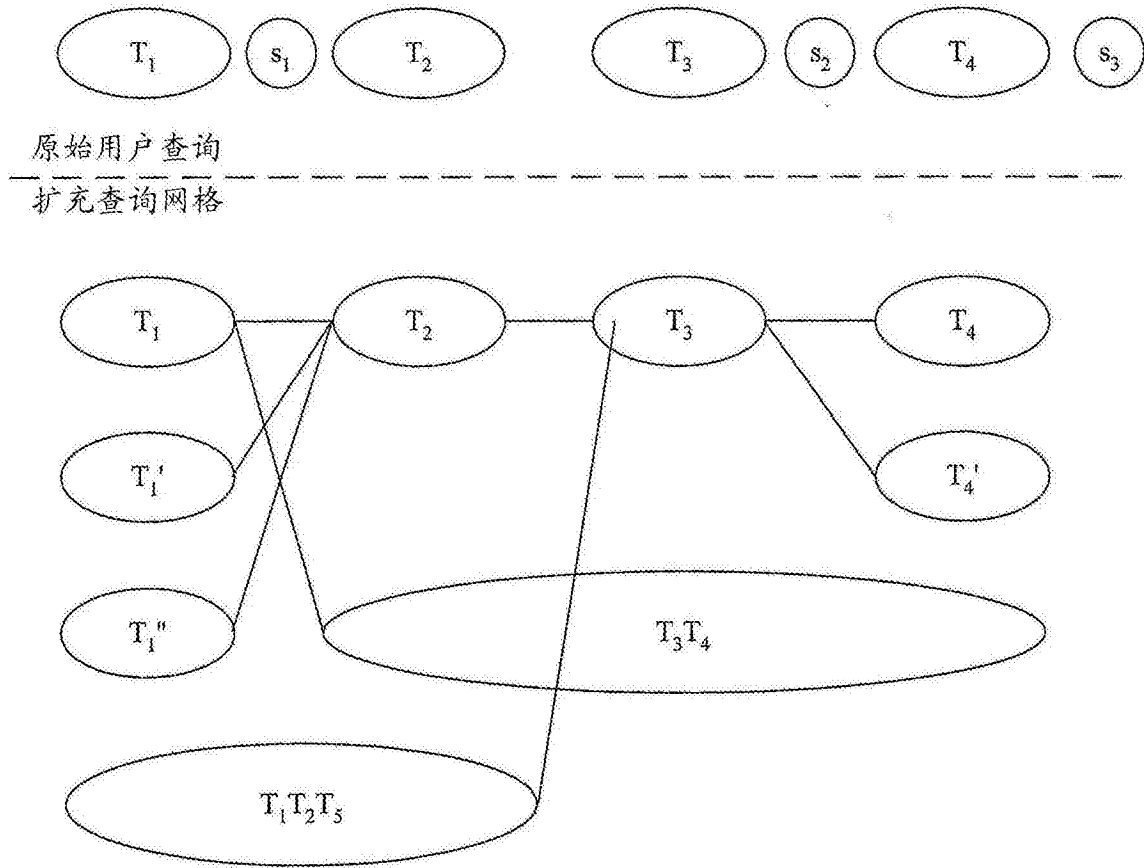 T₁ s₁ T₂ T₃ s₂ T₄ s₃
原始用户查询
扩充查询网格
T₁ T₂ T₃ T₄
T₁' T₄'
T₁" T₃T₄
T₁T₂T₅